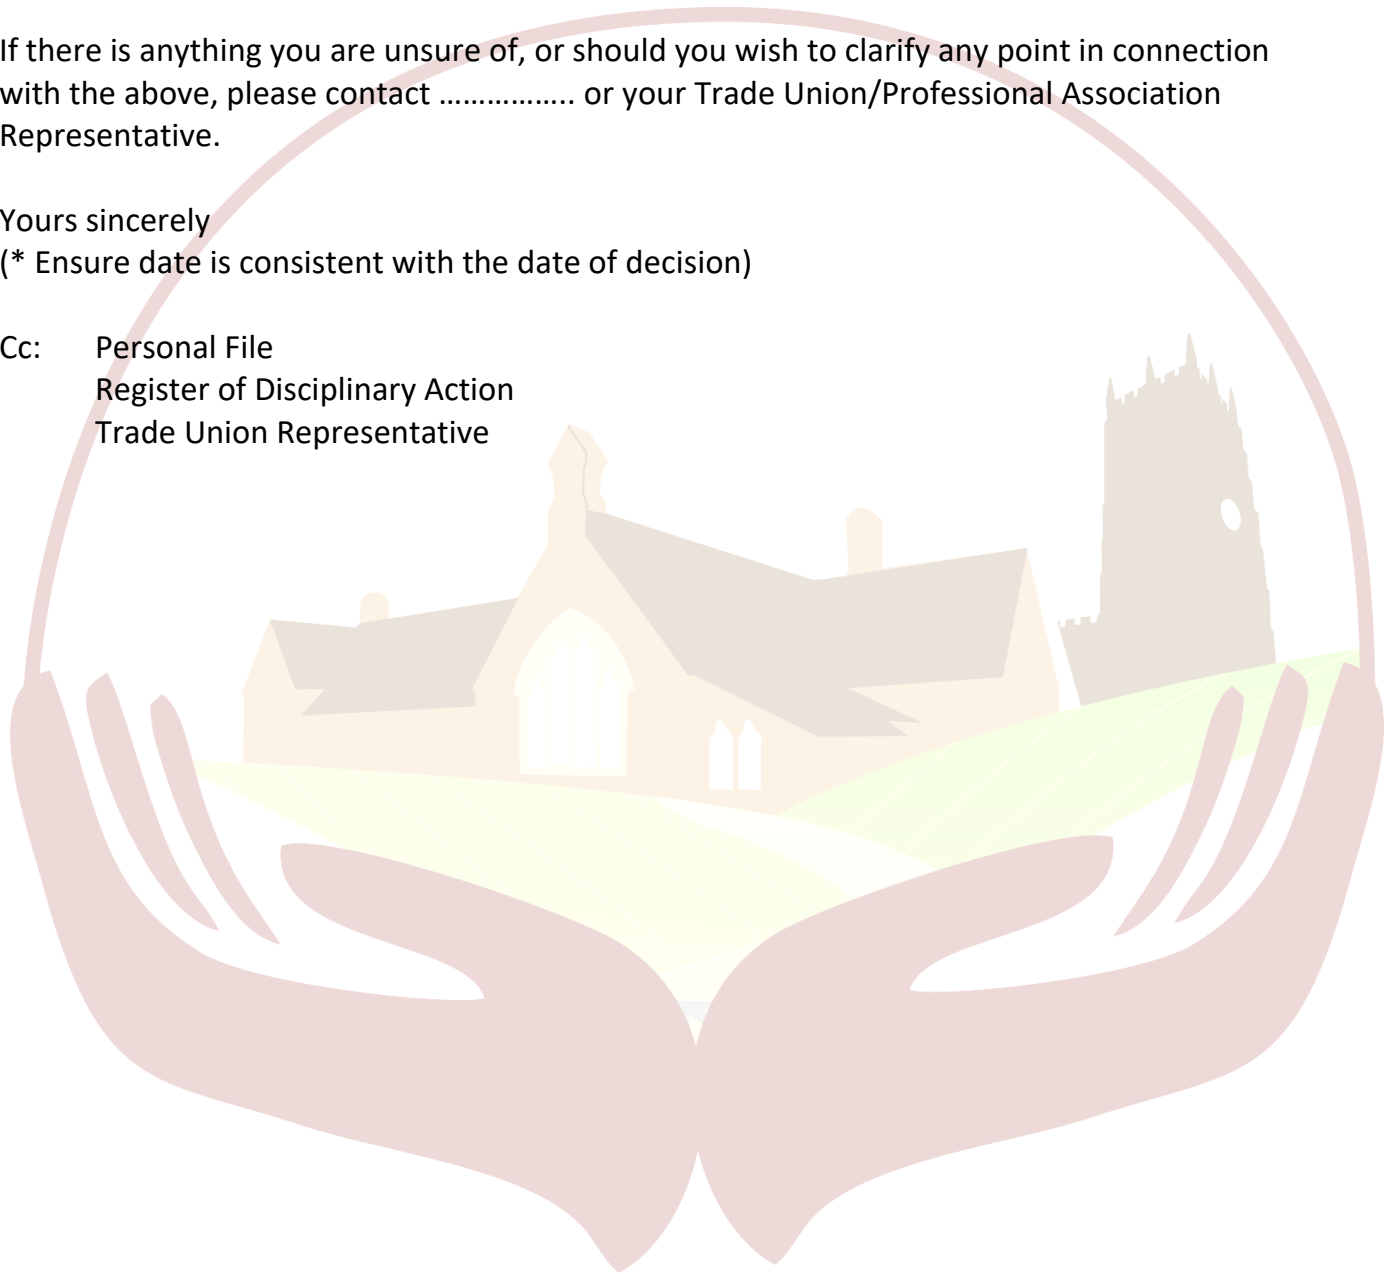 If there is anything you are unsure of, or should you wish to clarify any point in connection
with the above, please contact …………….. or your Trade Union/Professional Association
Representative.
Yours sincerely
(* Ensure date is consistent with the date of decision)
Cc: Personal File
Register of Disciplinary Action
Trade Union Representative